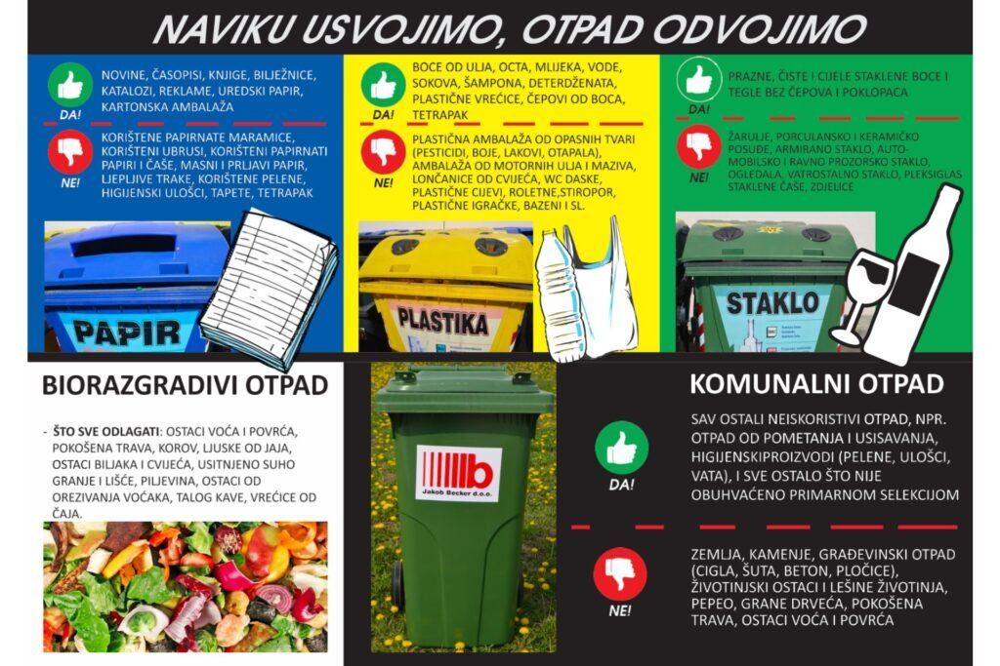 NAVIKU USVOJIMO, OTPAD ODVOJIMO
DA!
NOVINE, ČASOPISI, KNJIGE, BILJEŽNICE,
KATALOZI, REKLAME, UREDSKI PAPIR,
KARTONSKA AMBALAŽA
NE!
KORIŠTENE PAPIRNATE MARAMICE,
KORIŠTENI UBRUSI, KORIŠTENI PAPIRNATI
PAPIRI I ČAŠE, MASNI I PRLJAVI PAPIR,
LJEPLJIVE TRAKE, KORIŠTENE PELENE,
HIGIJENSKI ULOŠCI, TAPETE, TETRAPAK
PAPIR
DA!
BOCE OD ULJA, OCTA, MLIJEKA, VODE,
SOKOVA, ŠAMPONA, DETERDŽENATA,
PLASTIČNE VREĆICE, ČEPOVI OD BOCA,
TETRAPAK
NE!
PLASTIČNA AMBALAŽA OD OPASNIH TVARI
(PESTICIDI, BOJE, LAKOVI, OTAPALA),
AMBALAŽA OD MOTORNIH ULJA I MAZIVA,
LONČANICE OD CVIJEĆA, WC DASKE,
PLASTIČNE CIJEVI, ROLETNE,STIROPOR,
PLASTIČNE IGRAČKE, BAZENI I SL.
PLASTIKA
DA!
PRAZNE, ČISTE I CIJELE STAKLENE BOCE I
TEGLE BEZ ČEPOVA I POKLOPACA
NE!
ŽARULJE, PORCULANSKO I KERAMIČKO
POSUĐE, ARMIRANO STAKLO, AUTO-
MOBILSKO I RAVNO PROZORSKO STAKLO,
OGLEDALA, VATROSTALNO STAKLO, PLEKSIGLAS
STAKLENE ČAŠE, ZDJELICE
STAKLO
BIORAZGRADIVI OTPAD
- ŠTO SVE ODLAGATI: OSTACI VOĆA I POVRĆA,
POKOŠENA TRAVA, KOROV, LJUSKE OD JAJA,
OSTACI BILJAKA I CVIJEĆA, USITNJENO SUHO
GRANJE I LIŠĆE, PILJEVINA, OSTACI OD
OREZIVANJA VOĆAKA, TALOG KAVE, VREĆICE OD
ČAJA.
b
Jakob Becker d.o.o.
KOMUNALNI OTPAD
DA!
SAV OSTALI NEISKORISTIVI OTPAD, NPR.
OTPAD OD POMETANJA I USISAVANJA,
HIGIJENSKIPROIZVODI (PELENE, ULOŠCI,
VATA), I SVE OSTALO ŠTO NIJE
OBUHVAĆENO PRIMARNOM SELEKCIJOM
NE!
ZEMLJA, KAMENJE, GRAĐEVINSKI OTPAD
(CIGLA, ŠUTA, BETON, PLOČICE),
ŽIVOTINJSKI OSTACI I LEŠINE ŽIVOTINJA,
PEPEO, GRANE DRVEĆA, POKOŠENA
TRAVA, OSTACI VOĆA I POVRĆA